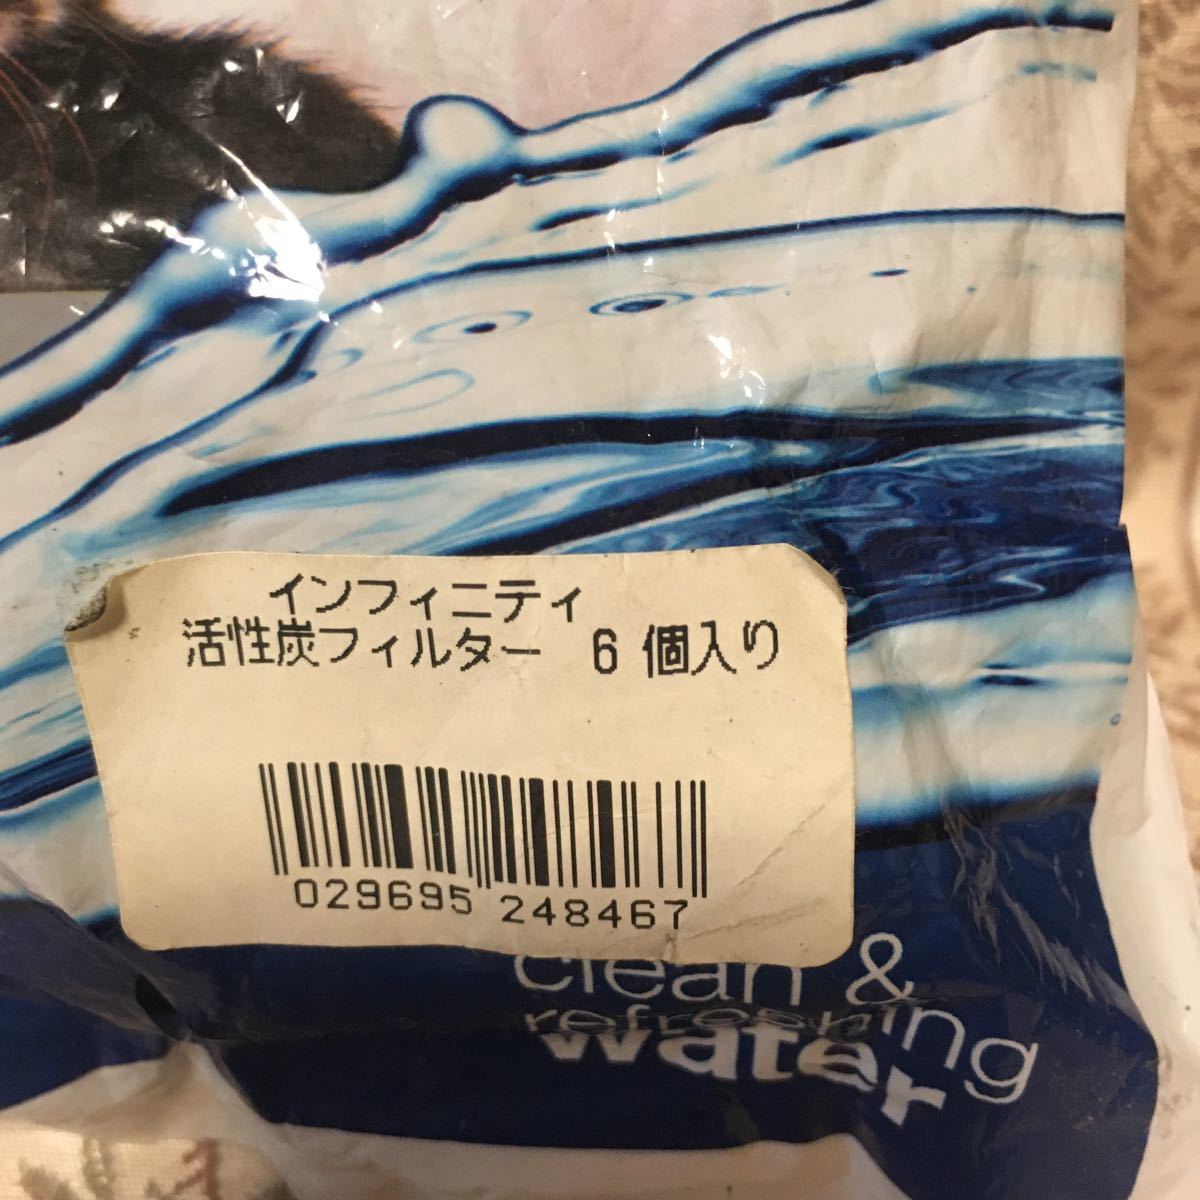 インフィニティ
活性炭フィルター 6 個入り
029695 248467
clean &
refreshing
water